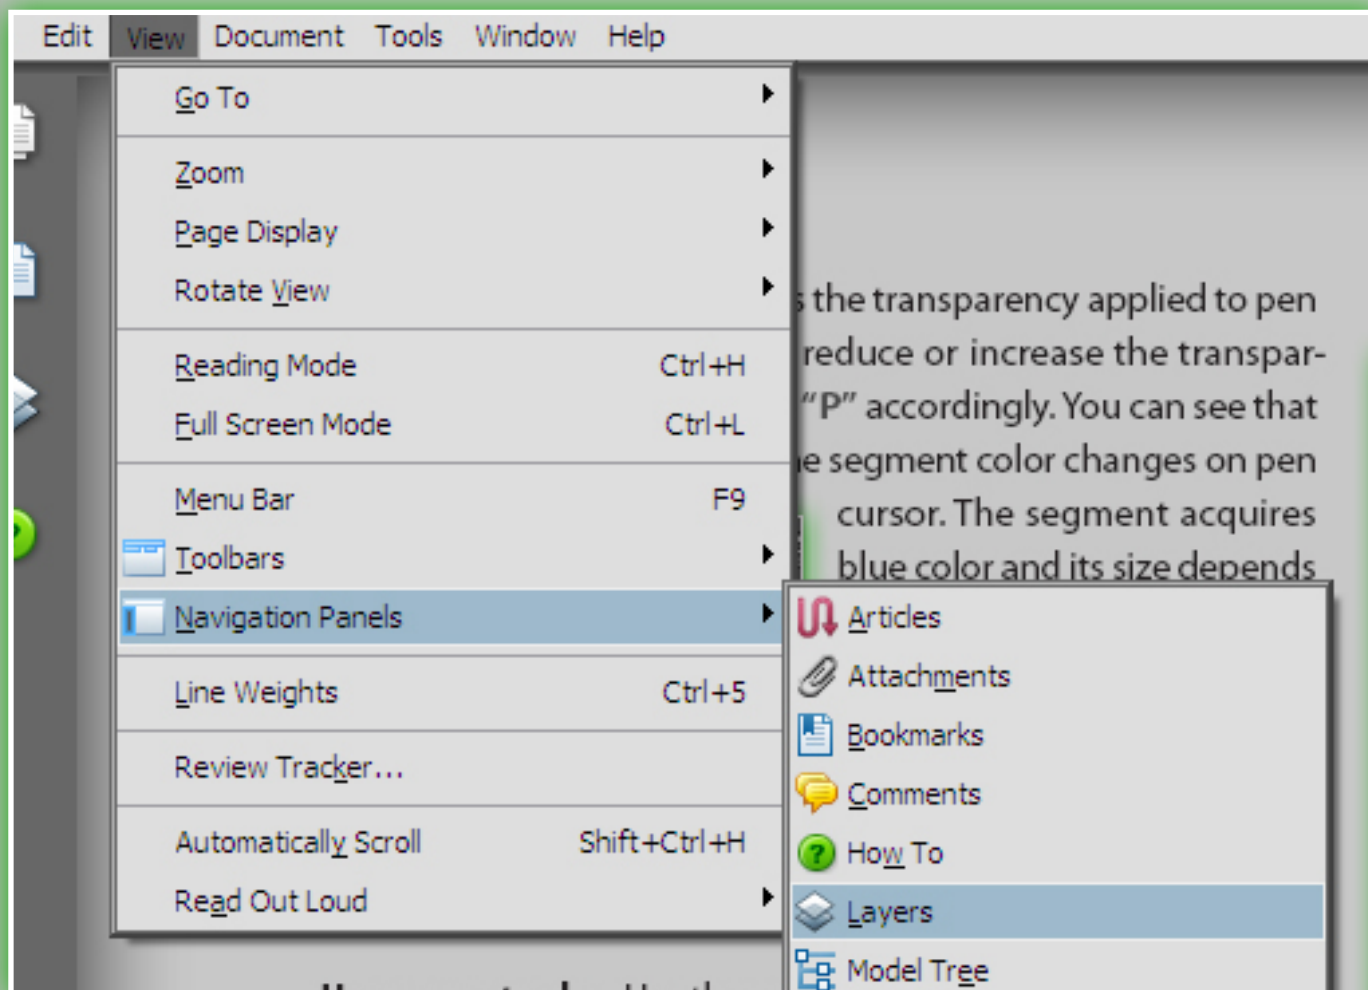 Edit View Document Tools Window Help
Go To
Zoom
Page Display
Rotate View
Reading Mode Ctrl+H
Full Screen Mode Ctrl+L
Menu Bar F9
Toolbars
Navigation Panels
Line Weights Ctrl+5
Review Tracker...
Automatically Scroll Shift+Ctrl+H
Read Out Loud
Articles
Attachments
Bookmarks
Comments
How To
Layers
Model Tree
the transparency applied to pen
reduce or increase the transpar-
“P” accordingly. You can see that
segment color changes on pen
cursor. The segment acquires
blue color and its size depends